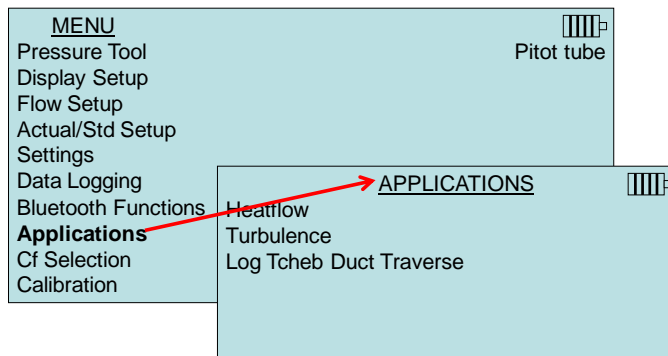 MENU
Pressure Tool
Pitot tube
Display Setup
Flow Setup
Actual/Std Setup
Settings
Data Logging
Bluetooth Functions
Applications
Cf Selection
Calibration
APPLICATIONS
Heatflow
Turbulence
Log Tcheb Duct Traverse